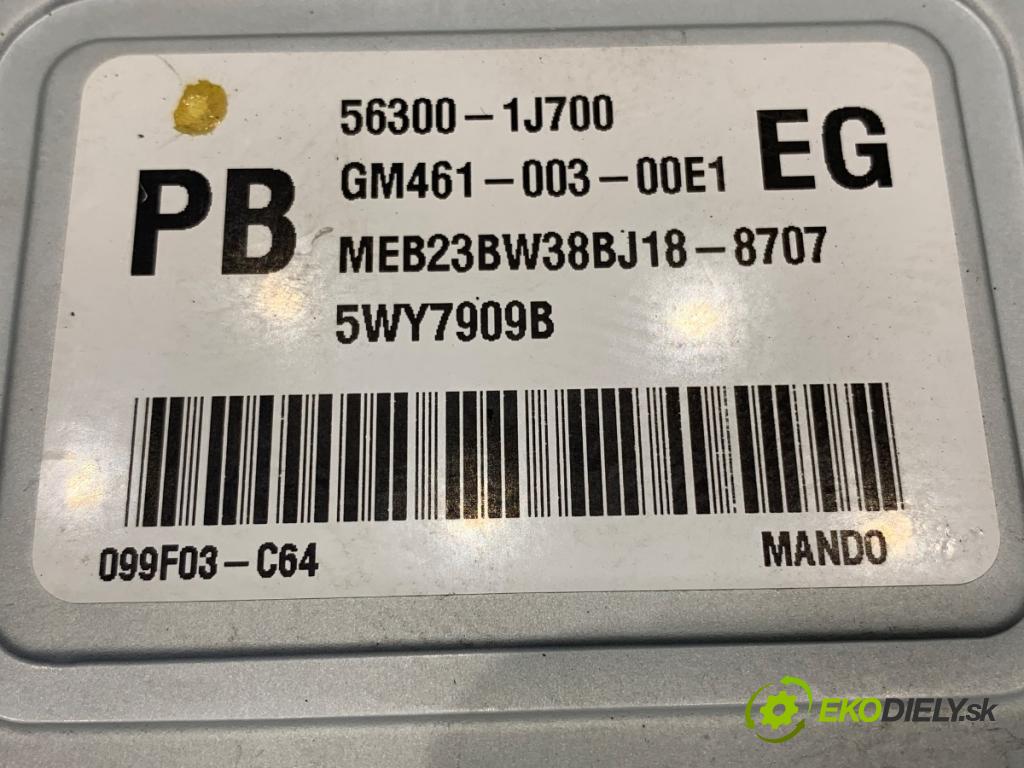 56300-1J700
PB
EG
GM461-003-00E1
MEB23BW38BJ18-8707
5WY7909B
099F03-C64
MANDO
EKODIELY.sk